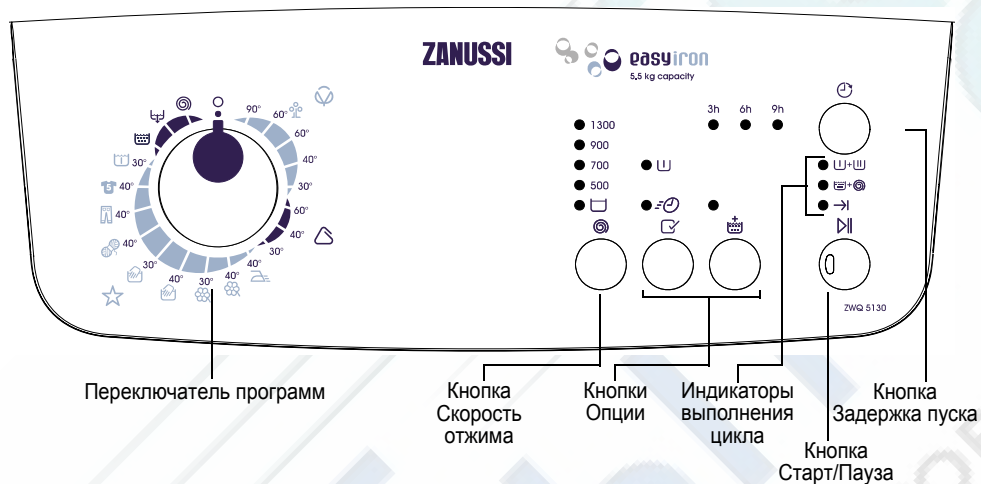 ZANUSSI
easyiron
5.5 kg capacity
90°
60°
60°
40°
30°
60°
40°
40°
40°
30°
40°
30°
40°
40°
40°
30°
1300
900
700
500
3h 6h 9h
ZWQ 5130
Переключатель программ
Кнопка
Скорость
отжима
Кнопки
Опции
Индикаторы
выполнения
цикла
Кнопка
Задержка пуска
Кнопка
Старт/Пауза